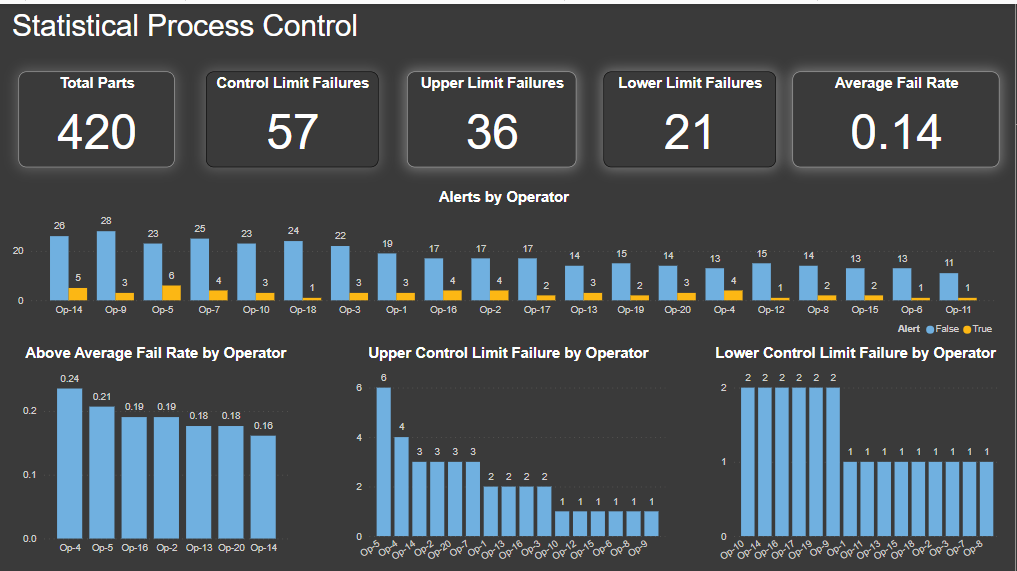 Statistical Process Control
Total Parts
420
Control Limit Failures
57
Upper Limit Failures
36
Lower Limit Failures
21
Average Fail Rate
0.14
Alerts by Operator
20
0
26 5 28 3 23 6 25 4 23 3 24 1 22 3 19 3 17 4 17 4 17 2 14 3 15 2 14 3 13 4 15 1 14 2 13 2 13 1 11 1
Op-14 Op-9 Op-5 Op-7 Op-10 Op-18 Op-3 Op-1 Op-16 Op-2 Op-17 Op-13 Op-19 Op-20 Op-4 Op-12 Op-8 Op-15 Op-6 Op-11
Alert False True
Above Average Fail Rate by Operator
0.2
0.1
0.0
0.24 0.21 0.19 0.19 0.18 0.18 0.16
Op-4 Op-5 Op-16 Op-2 Op-13 Op-20 Op-14
Upper Control Limit Failure by Operator
6
4
2
0
6 4 3 3 3 3 2 2 2 2 1 1 1 1 1 1
Op-5 Op-4 Op-14 Op-2 Op-20 Op-7 Op-1 Op-13 Op-16 Op-3 Op-10 Op-12 Op-15 Op-6 Op-8 Op-9
Lower Control Limit Failure by Operator
2
1
0
2 2 2 2 2 2 1 1 1 1 1 1 1 1 1
Op-10 Op-14 Op-16 Op-17 Op-19 Op-9 Op-1 Op-11 Op-13 Op-15 Op-18 Op-2 Op-3 Op-7 Op-8